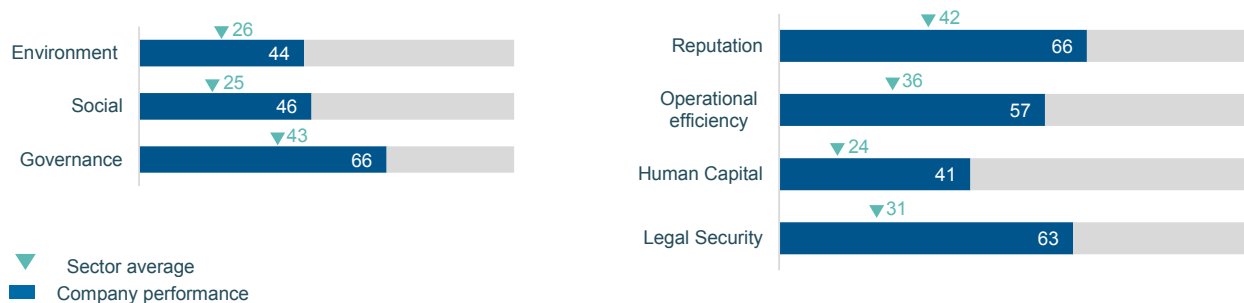 26
Environment 44
25
Social 46
43
Governance 66
Sector average
Company performance
42
Reputation 66
36
Operational
efficiency 57
24
Human Capital 41
31
Legal Security 63